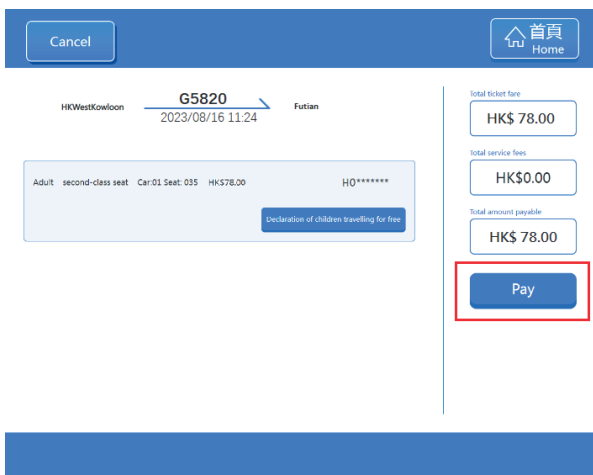 Cancel
首頁
Home
HKWestKowloon
G5820
2023/08/16 11:24
Futian
Adult second-class seat Car:01 Seat: 035 HK$78.00 H0*******
Declaration of children travelling for free
Total ticket fare
HK$ 78.00
Total service fees
HK$0.00
Total amount payable
HK$ 78.00
Pay